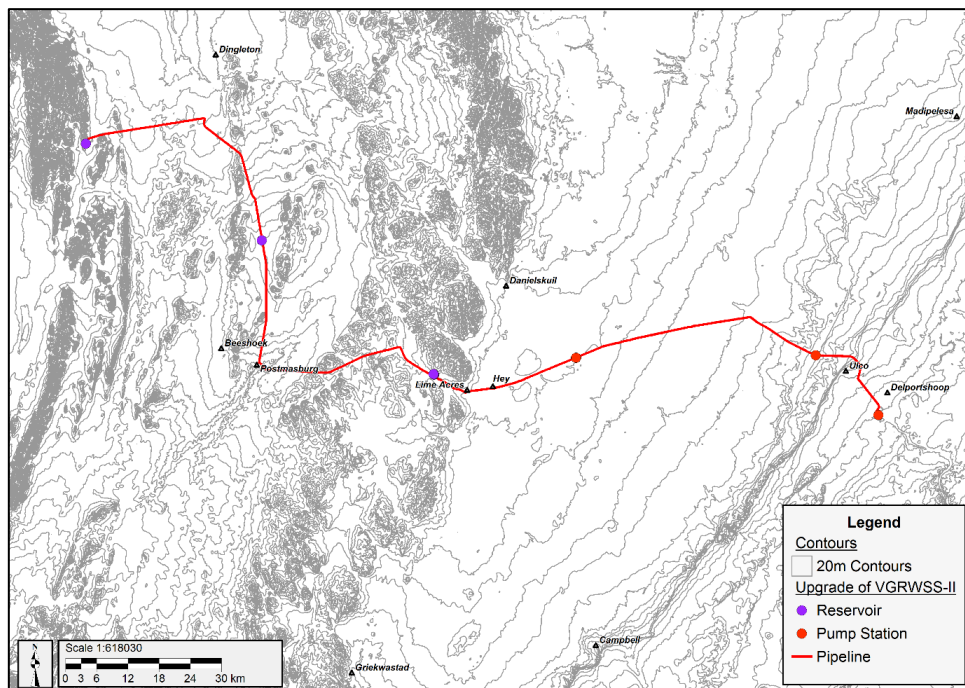 Dingleton
Madipelesa
Danielskuil
Beeshoek
Postmasburg
Lime Acres
Hey
Ulco
Delportshoop
Campbell
Griekwastad
Legend
Contours
20m Contours
Upgrade of VGRWSS-II
Reservoir
Pump Station
Pipeline
Scale 1:618030
0 3 6 12 18 24 30 km